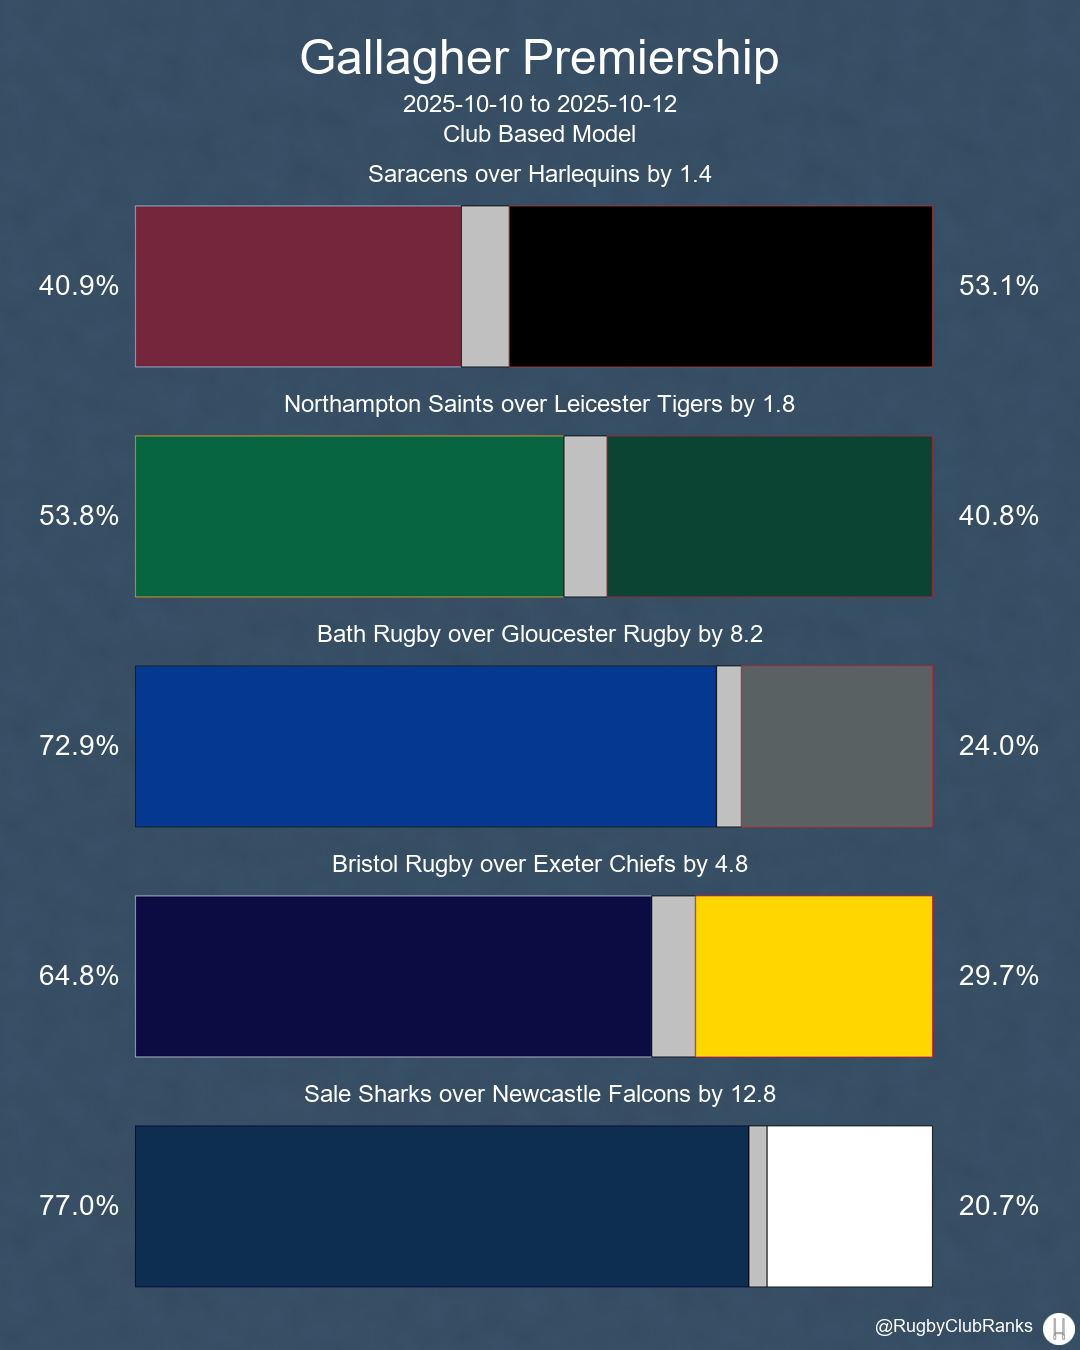 Gallagher Premiership
2025-10-10 to 2025-10-12
Club Based Model
Saracens over Harlequins by 1.4
40.9%
53.1%
Northampton Saints over Leicester Tigers by 1.8
53.8%
40.8%
Bath Rugby over Gloucester Rugby by 8.2
72.9%
24.0%
Bristol Rugby over Exeter Chiefs by 4.8
64.8%
29.7%
Sale Sharks over Newcastle Falcons by 12.8
77.0%
20.7%
@RugbyClubRanks